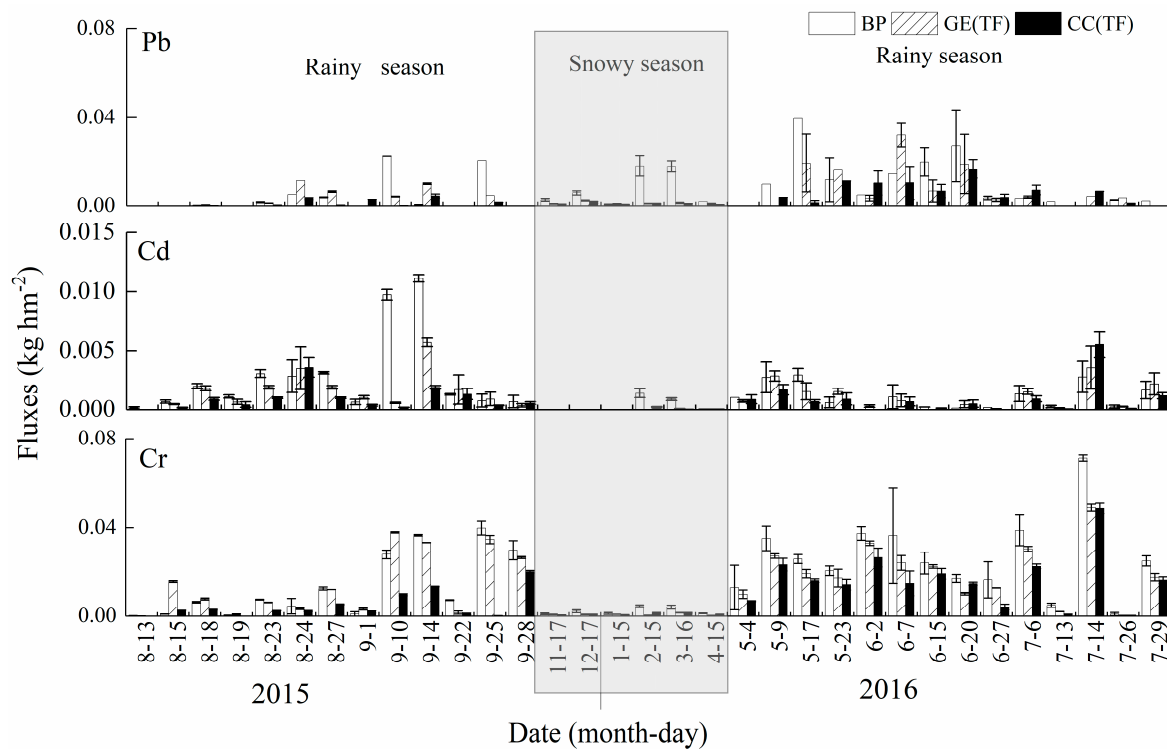 BP GE(TF) CC(TF)
Pb
Rainy season
Snowy season
Rainy season
0.08
0.04
0.00
Cd
0.015
0.010
0.005
0.000
Cr
0.08
0.04
0.00
Fluxes (kg hm⁻²)
8-13 8-15 8-18 8-19 8-23 8-24 8-27 9-1 9-10 9-14 9-22 9-25 9-28 11-17 12-17 1-15 2-15 3-16 4-15 5-4 5-9 5-17 5-23 6-2 6-7 6-15 6-20 6-27 7-6 7-13 7-14 7-26 7-29
2015 2016
Date (month-day)